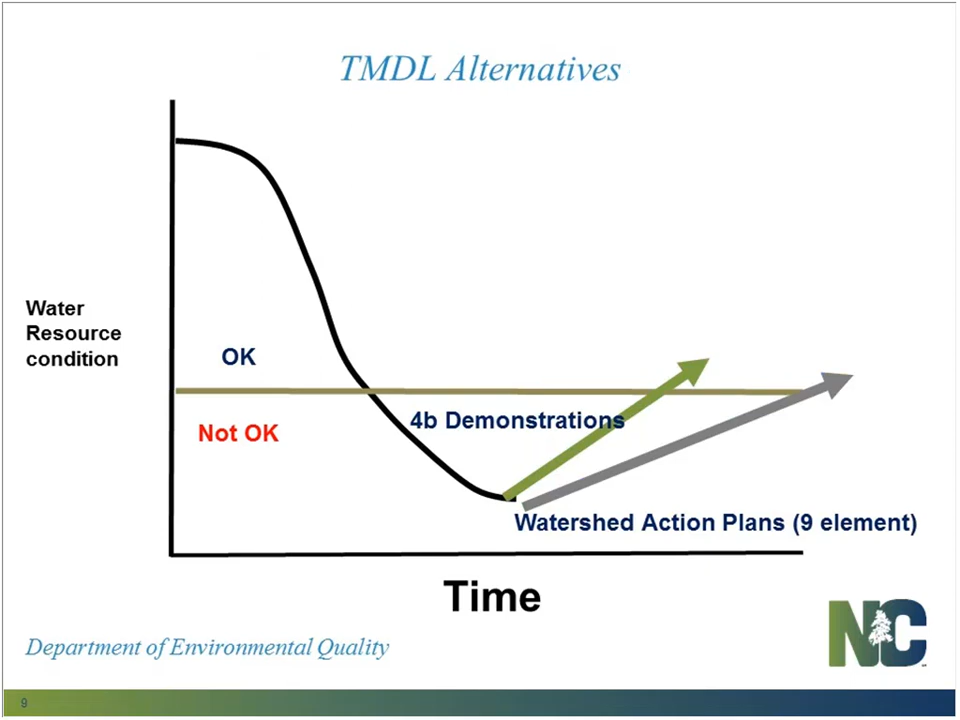 TMDL Alternatives
Water
Resource
condition
OK
Not OK
4b Demonstrations
Watershed Action Plans (9 element)
Time
Department of Environmental Quality
NC
9